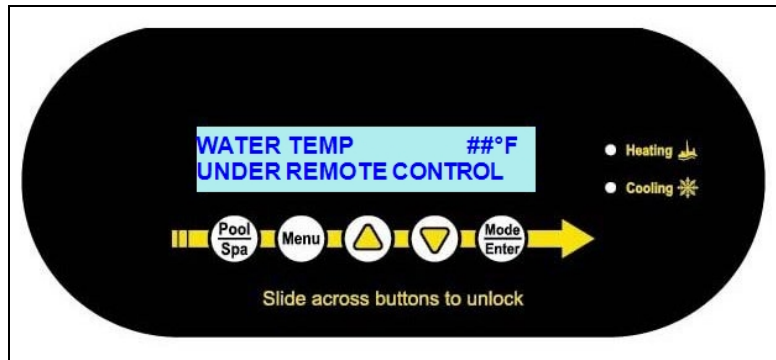 WATER TEMP ##°F
UNDER REMOTE CONTROL
Heating
Cooling
Pool
Spa
Menu
Mode
Enter
Slide across buttons to unlock